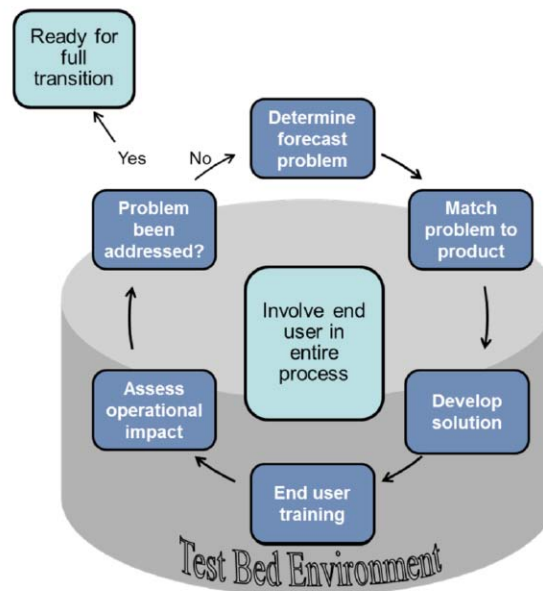 Ready for
full
transition
Yes
No
Determine
forecast
problem
Match
problem to
product
Develop
solution
End user
training
Assess
operational
impact
Problem
been
addressed?
Involve end
user in
entire
process
Test Bed Environment